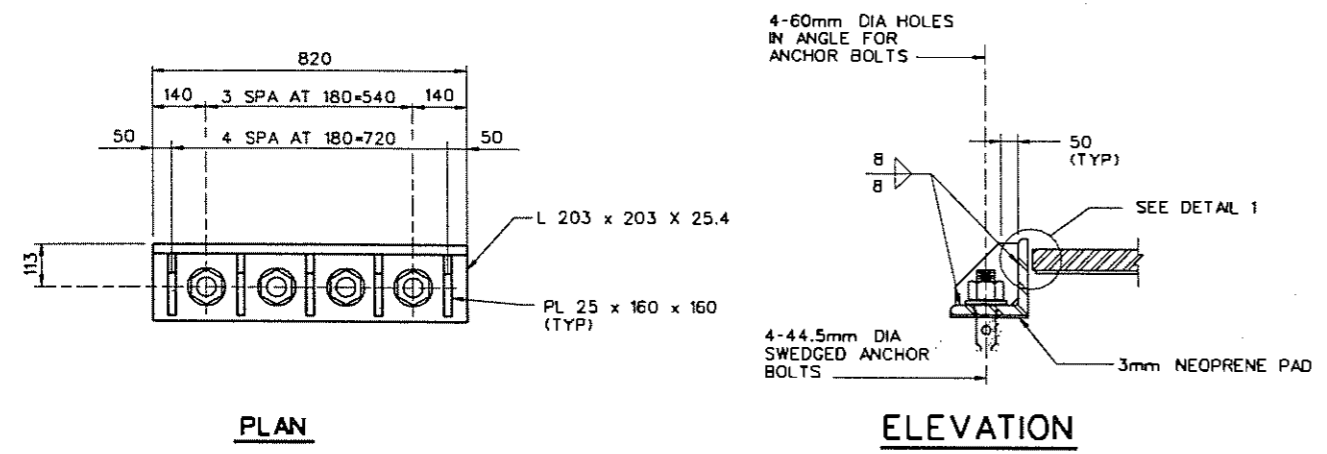 820
140 3 SPA AT 180=540 140
50 4 SPA AT 180=720 50
L 203 x 203 X 25.4
113
PL 25 x 160 x 160
(TYP)
PLAN
4-60mm DIA HOLES
IN ANGLE FOR
ANCHOR BOLTS
50
(TYP)
8
8
SEE DETAIL 1
4-44.5mm DIA
SWEDGED ANCHOR
BOLTS
3mm NEOPRENE PAD
ELEVATION